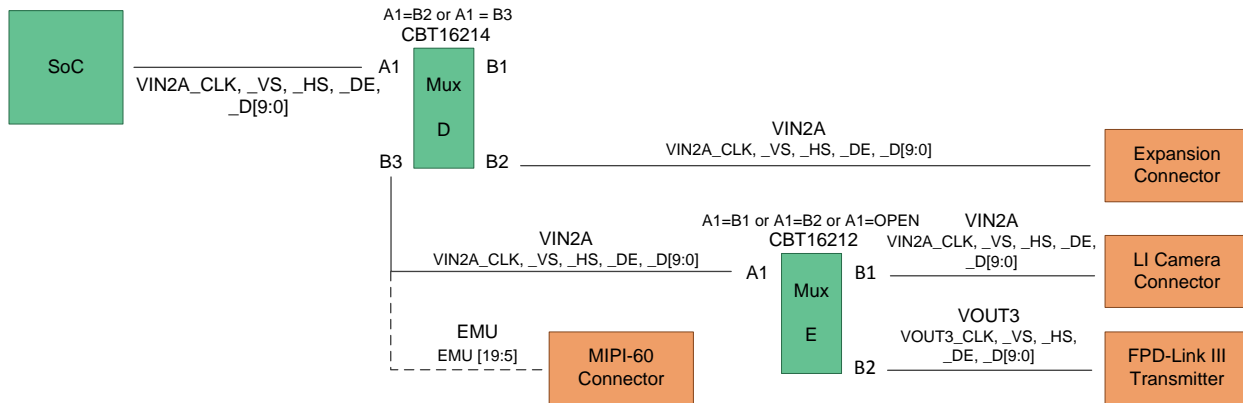 A1=B2 or A1 = B3
CBT16214
SoC
A1
B1
VIN2A_CLK, _VS, _HS, _DE,
_D[9:0]
Mux
D
B3
B2
VIN2A
VIN2A_CLK, _VS, _HS, _DE, _D[9:0]
Expansion
Connector
A1=B1 or A1=B2 or A1=OPEN
CBT16212
VIN2A
VIN2A_CLK, _VS, _HS, _DE, _D[9:0]
A1
B1
VIN2A
VIN2A_CLK, _VS, _HS, _DE,
_D[9:0]
LI Camera
Connector
Mux
E
EMU
EMU [19:5]
MIPI-60
Connector
B2
VOUT3
VOUT3_CLK, _VS, _HS,
_DE, _D[9:0]
FPD-Link III
Transmitter